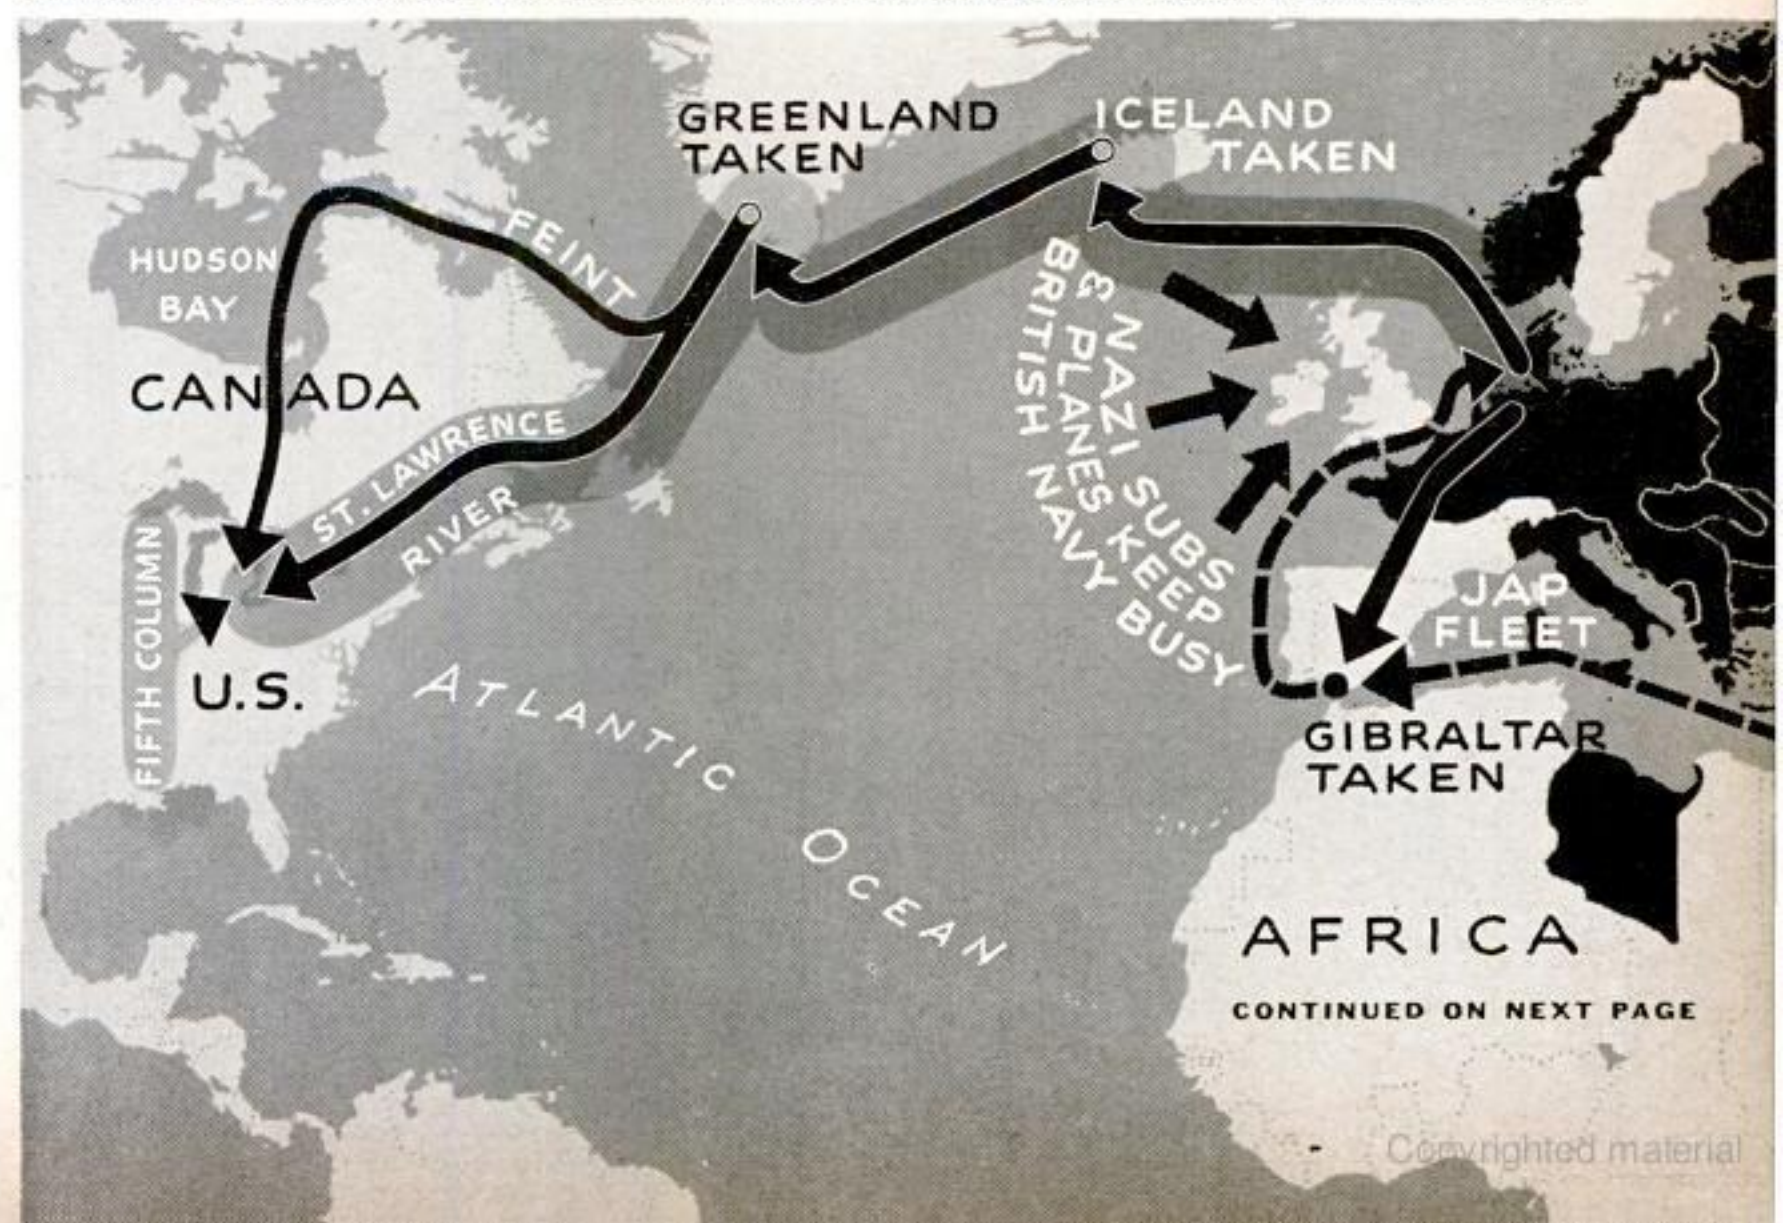 GREENLAND
TAKEN
ICELAND
TAKEN
FEINT
HUDSON
BAY
CANADA
ST. LAWRENCE
RIVER
BRITISH NAVY BUSY
& PLANES KEEP
NAZI SUBS
FIFTH COLUMN
U.S.
JAP
FLEET
ATLANTIC
OCEAN
GIBRALTAR
TAKEN
AFRICA
CONTINUED ON NEXT PAGE
Copyrighted material